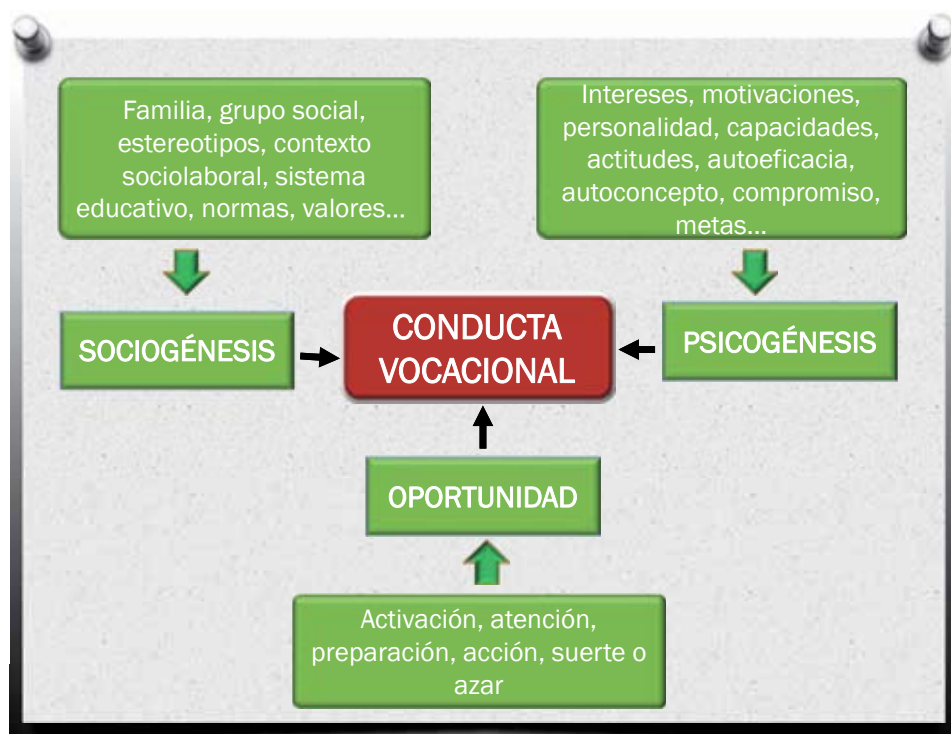 Familia, grupo social,
estereotipos, contexto
sociolaboral, sistema
educativo, normas, valores...
Intereses, motivaciones,
personalidad, capacidades,
actitudes, autoeficacia,
autoconcepto, compromiso,
metas...
SOCIOGÉNESIS
CONDUCTA
VOCACIONAL
PSICOGÉNESIS
OPORTUNIDAD
Activación, atención,
preparación, acción, suerte o
azar